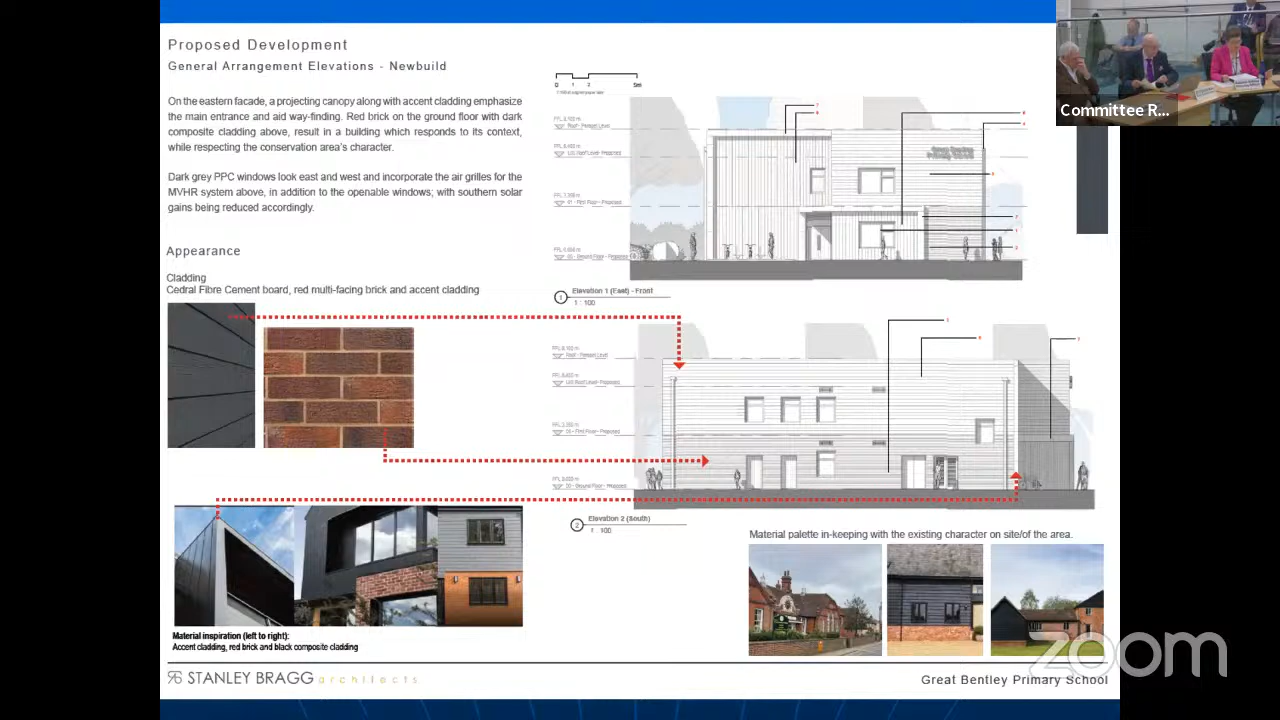 Proposed Development
General Arrangement Elevations - Newbuild
On the eastern facade, a projecting canopy along with accent cladding emphasize
the main entrance and aid way-finding. Red brick on the ground floor with dark
composite cladding above, result in a building which responds to its context,
while respecting the conservation area's character.
Dark grey PPC windows look east and west and incorporate the air grilles for the
MVHR system above, in addition to the openable windows; with southern solar
gains being reduced accordingly.
Appearance
Cladding
Cedral Fibre Cement board, red multi-facing brick and accent cladding
Material inspiration (left to right):
Accent cladding, red brick and black composite cladding
1
Elevation 1 (East) - Front
1 : 100
2
Elevation 2 (South)
1 : 100
Material palette in-keeping with the existing character on site/of the area.
STANLEY BRAGG architects
Great Bentley Primary School
Committee R...
zoom